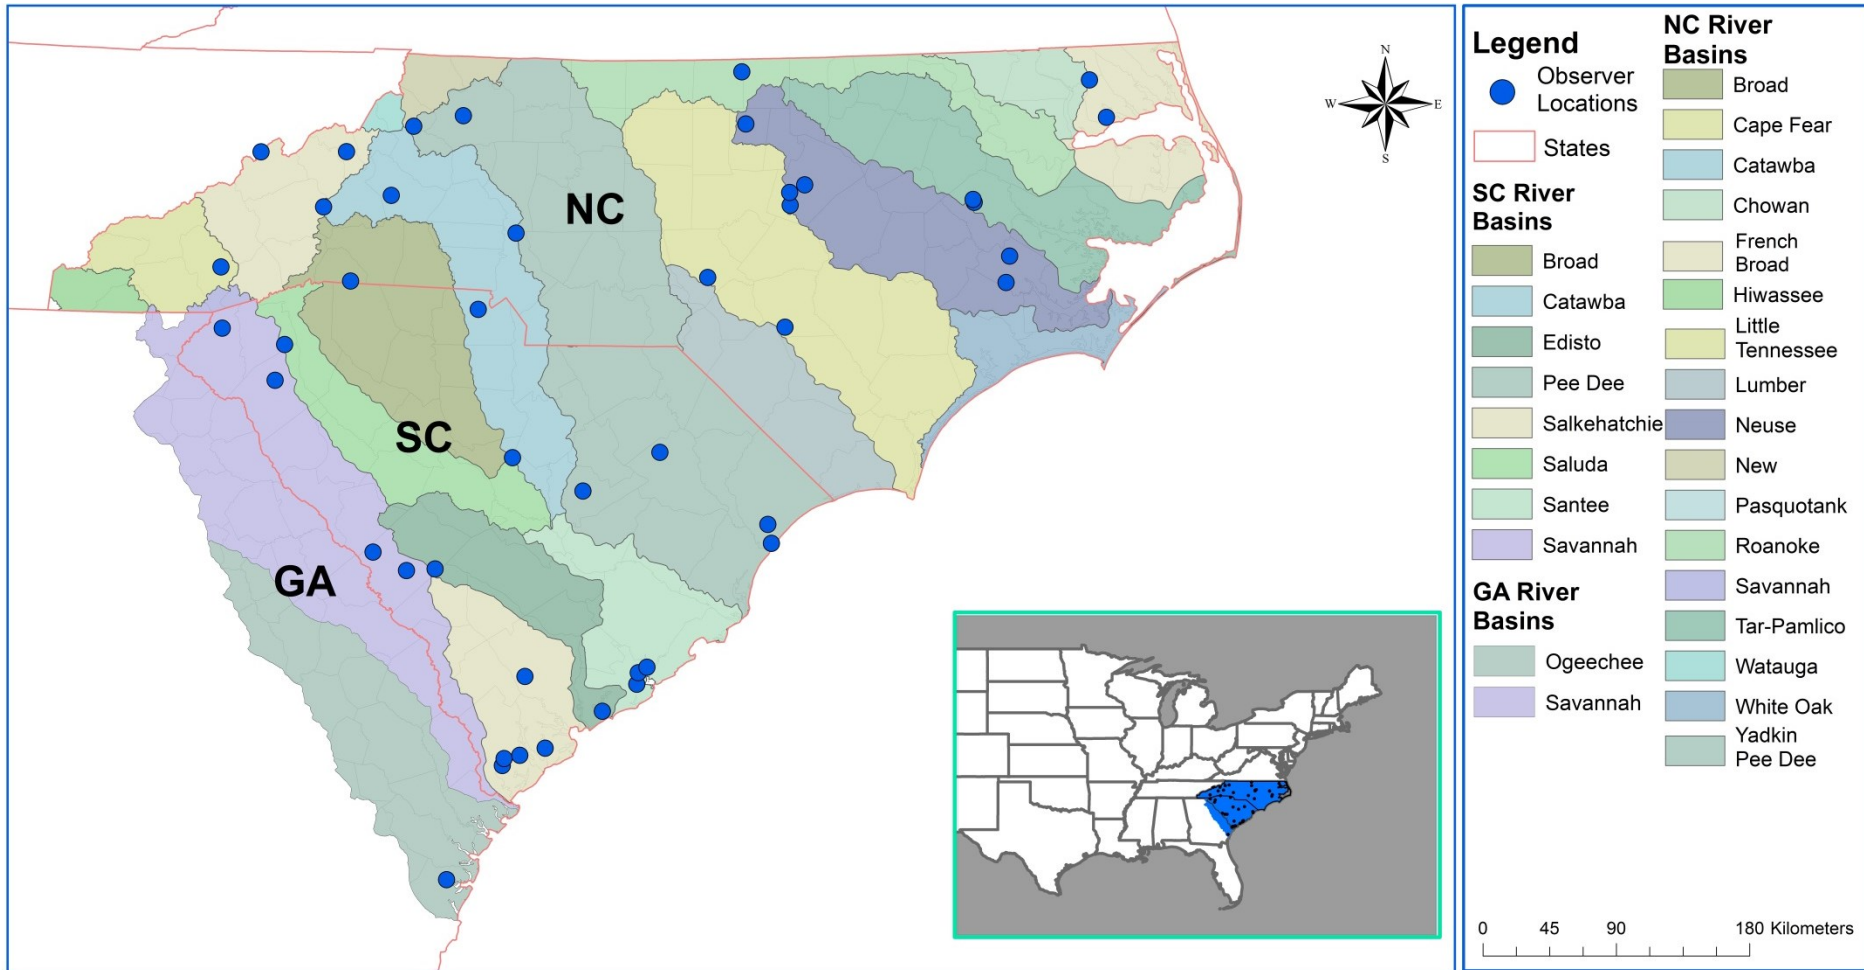 N
W
E
S
NC
SC
GA
Legend
Observer
Locations
States
SC River
Basins
Broad
Catawba
Edisto
Pee Dee
Salkehatchie
Saluda
Santee
Savannah
GA River
Basins
Ogeechee
Savannah
NC River
Basins
Broad
Cape Fear
Catawba
Chowan
French
Broad
Hiwassee
Little
Tennessee
Lumber
Neuse
New
Pasquotank
Roanoke
Savannah
Tar-Pamlico
Watauga
White Oak
Yadkin
Pee Dee
0 45 90 180 Kilometers